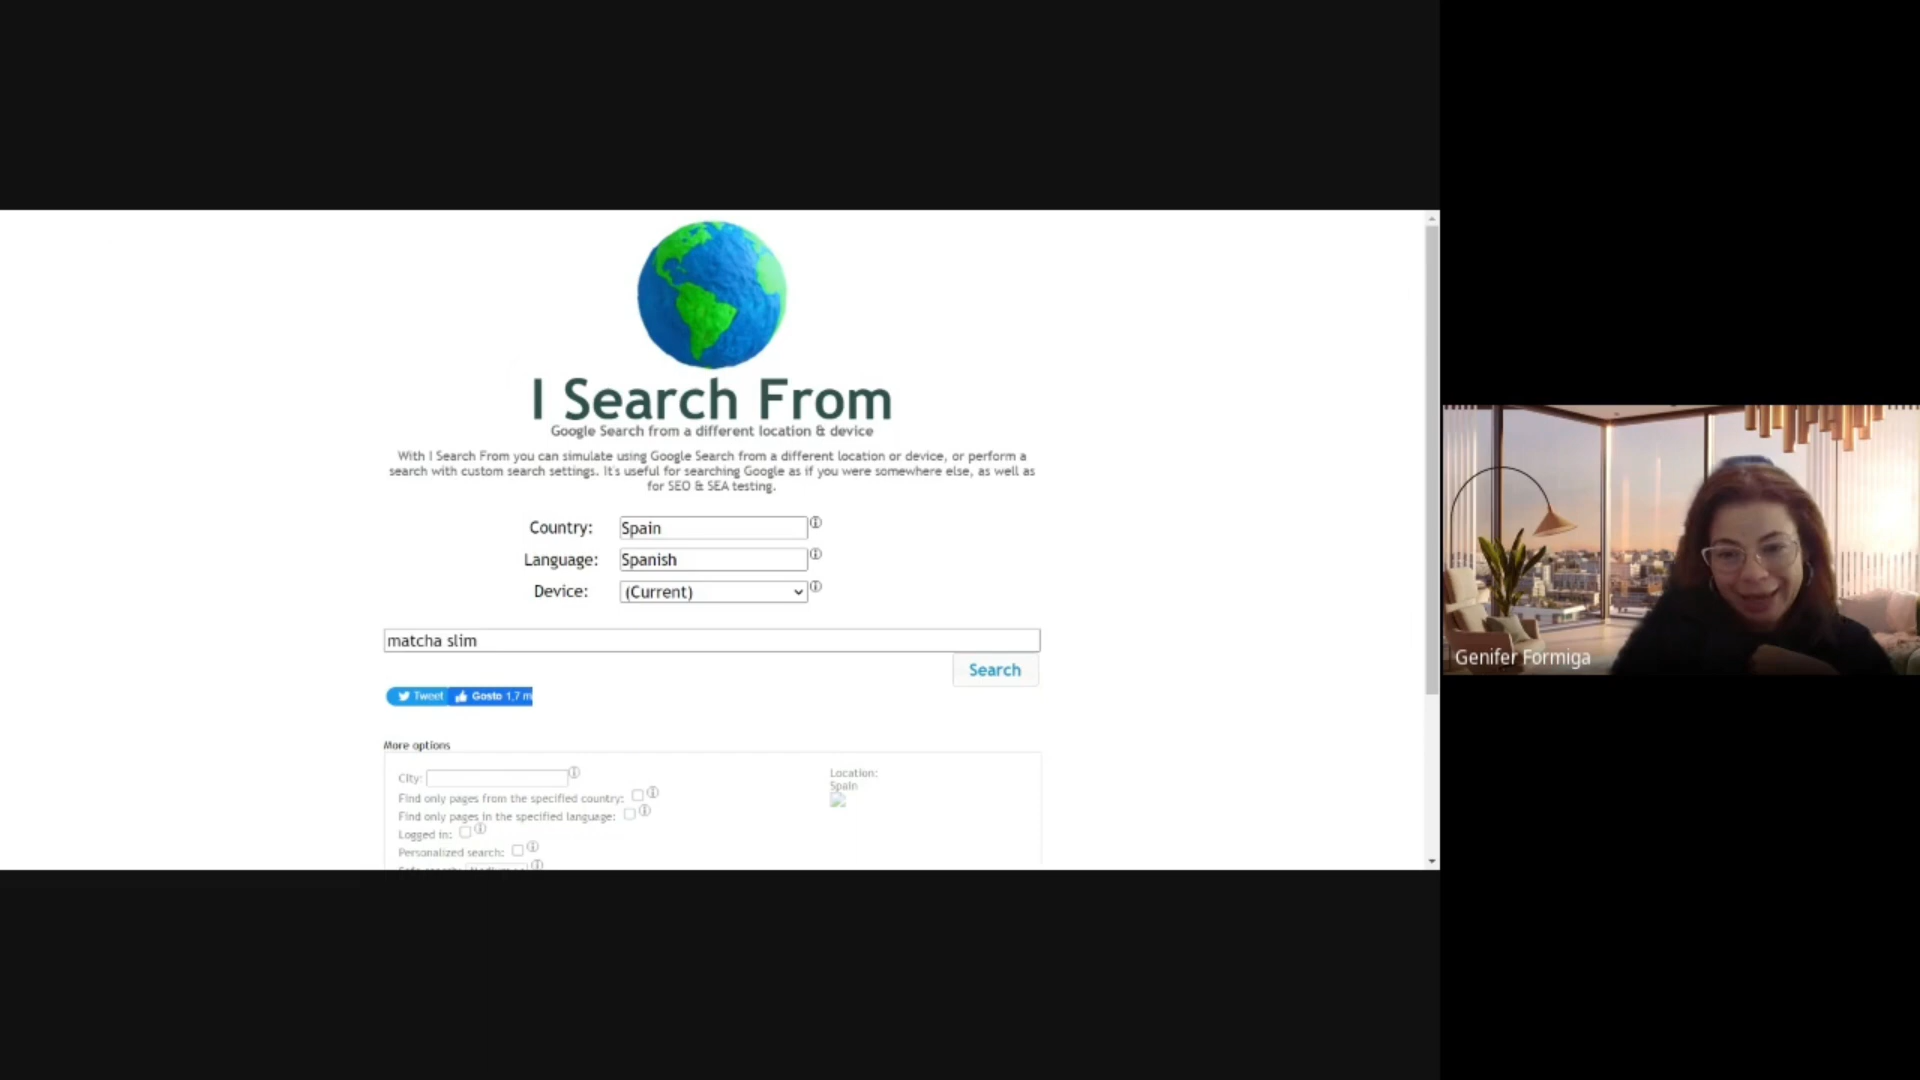 I Search From
Google Search from a different location & device
With I Search From you can simulate using Google Search from a different location or device, or perform a
search with custom search settings. It's useful for searching Google as if you were somewhere else, as well as
for SEO & SEA testing.
Country: Spain
Language: Spanish
Device: (Current)
matcha slim
Search
Tweet Gosto 1,7 m
More options
City:
Find only pages from the specified country:
Find only pages in the specified language:
Logged in:
Personalized search:
Location:
Spain
Genifer Formiga